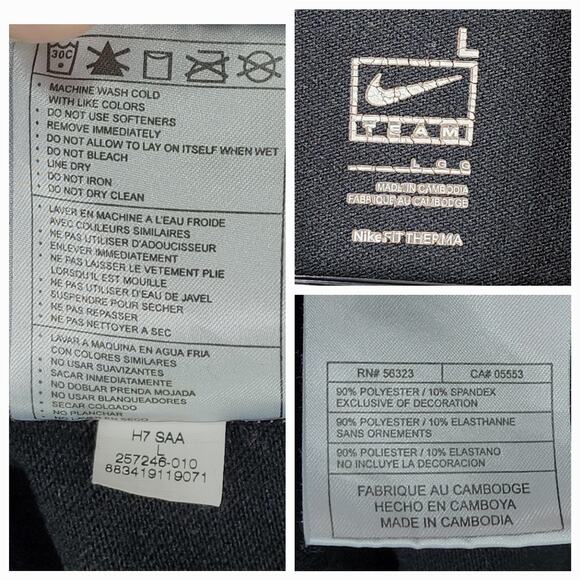 30C
MACHINE WASH COLD
WITH LIKE COLORS
DO NOT USE SOFTENERS
REMOVE IMMEDIATELY
DO NOT ALLOW TO LAY ON ITSELF WHEN WET
DO NOT BLEACH
LINE DRY
DO NOT IRON
DO NOT DRY CLEAN
LAVER EN MACHINE A L'EAU FROIDE
AVEC COULEURS SIMILAIRES
NE PAS UTILISER D'ADOUCISSEUR
ENLEVER IMMEDIATEMENT
NE PAS LAISSER LE VETEMENT PLIE
LORSQU'IL EST MOUILLE
NE PAS UTILISER D'EAU DE JAVEL
SUSPENDRE POUR SÉCHER
NE PAS REPASSER
NE PAS NETTOYER A SEC
LAVAR A MAQUINA EN AGUA FRIA
CON COLORES SIMILARES
NO USAR SUAVIZANTES
SACAR INMEDIATAMENTE
NO DOBLAR PRENDA MOJADA
NO USAR BLANQUEADORES
SECAR COLGADO
NO PLANCHAR
NO LAVAR EN SECO
H7 SAA
L
257246-010
883419119071
L
TEAM
L G G
MADE IN CAMBODIA
FABRIQUE AU CAMBODGE
Nike FIT THERMA
RN# 56323 CA# 05553
90% POLYESTER / 10% SPANDEX
EXCLUSIVE OF DECORATION
90% POLYESTER / 10% ELASTHANNE
SANS ORNEMENTS
90% POLIESTER / 10% ELASTANO
NO INCLUYE LA DECORACION
FABRIQUE AU CAMBODGE
HECHO EN CAMBOYA
MADE IN CAMBODIA